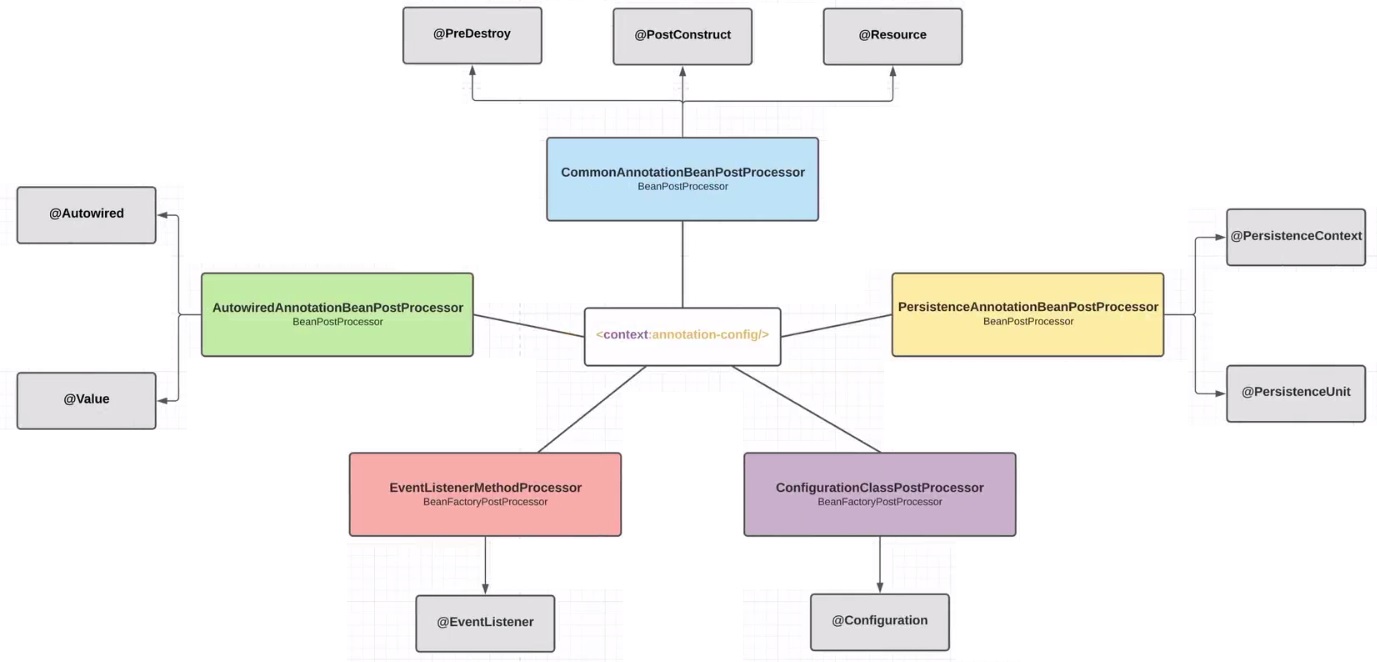 @PreDestroy
@PostConstruct
@Resource
CommonAnnotationBeanPostProcessor
BeanPostProcessor
@Autowired
@PersistenceContext
AutowiredAnnotationBeanPostProcessor
BeanPostProcessor
PersistenceAnnotationBeanPostProcessor
BeanPostProcessor
<context:annotation-config/>
@Value
@PersistenceUnit
EventListenerMethodProcessor
BeanFactoryPostProcessor
ConfigurationClassPostProcessor
BeanFactoryPostProcessor
@EventListener
@Configuration